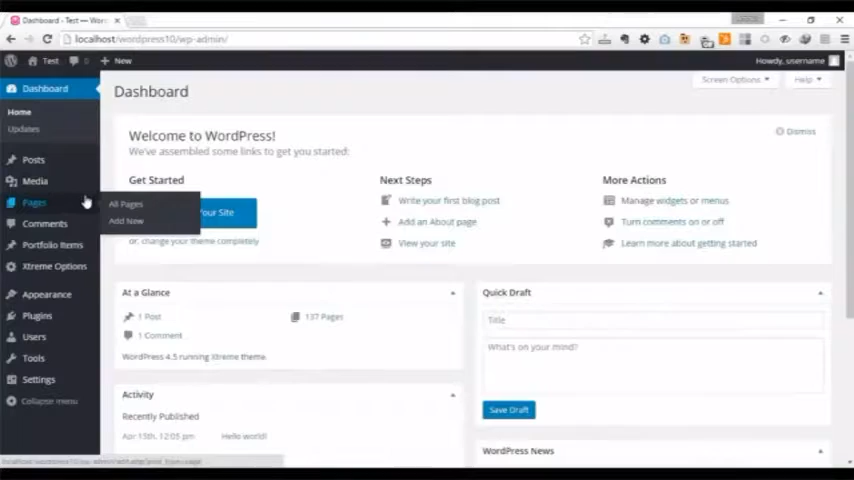 Dashboard ‹ Test — Wor
localhost/wordpress10/wp-admin/
Test
0
New
Howdy, username
Dashboard
Home
Updates
Posts
Media
Pages
All Pages
Add New
Comments
Portfolio Items
Xtreme Options
Appearance
Plugins
Users
Tools
Settings
Collapse menu
Screen Options
Help
Dashboard
Welcome to WordPress!
We've assembled some links to get you started:
Dismiss
Get Started
Your Site
or, change your theme completely
Next Steps
Write your first blog post
Add an About page
View your site
More Actions
Manage widgets or menus
Turn comments on or off
Learn more about getting started
At a Glance
1 Post
137 Pages
1 Comment
WordPress 4.5 running Xtreme theme.
Activity
Recently Published
Apr 15th, 12:05 pm
Hello world!
Quick Draft
Title
What's on your mind?
Save Draft
WordPress News